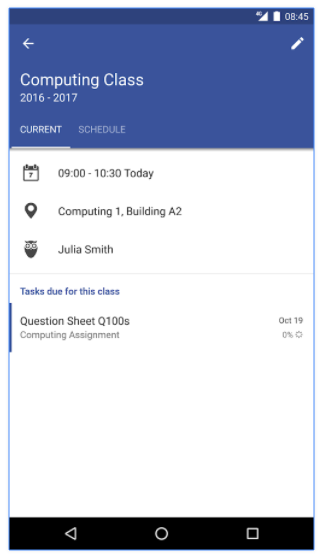 4G 08:45
Computing Class
2016 - 2017
CURRENT SCHEDULE
7 09:00 - 10:30 Today
Computing 1, Building A2
Julia Smith
Tasks due for this class
Question Sheet Q100s Oct 19
Computing Assignment 0%